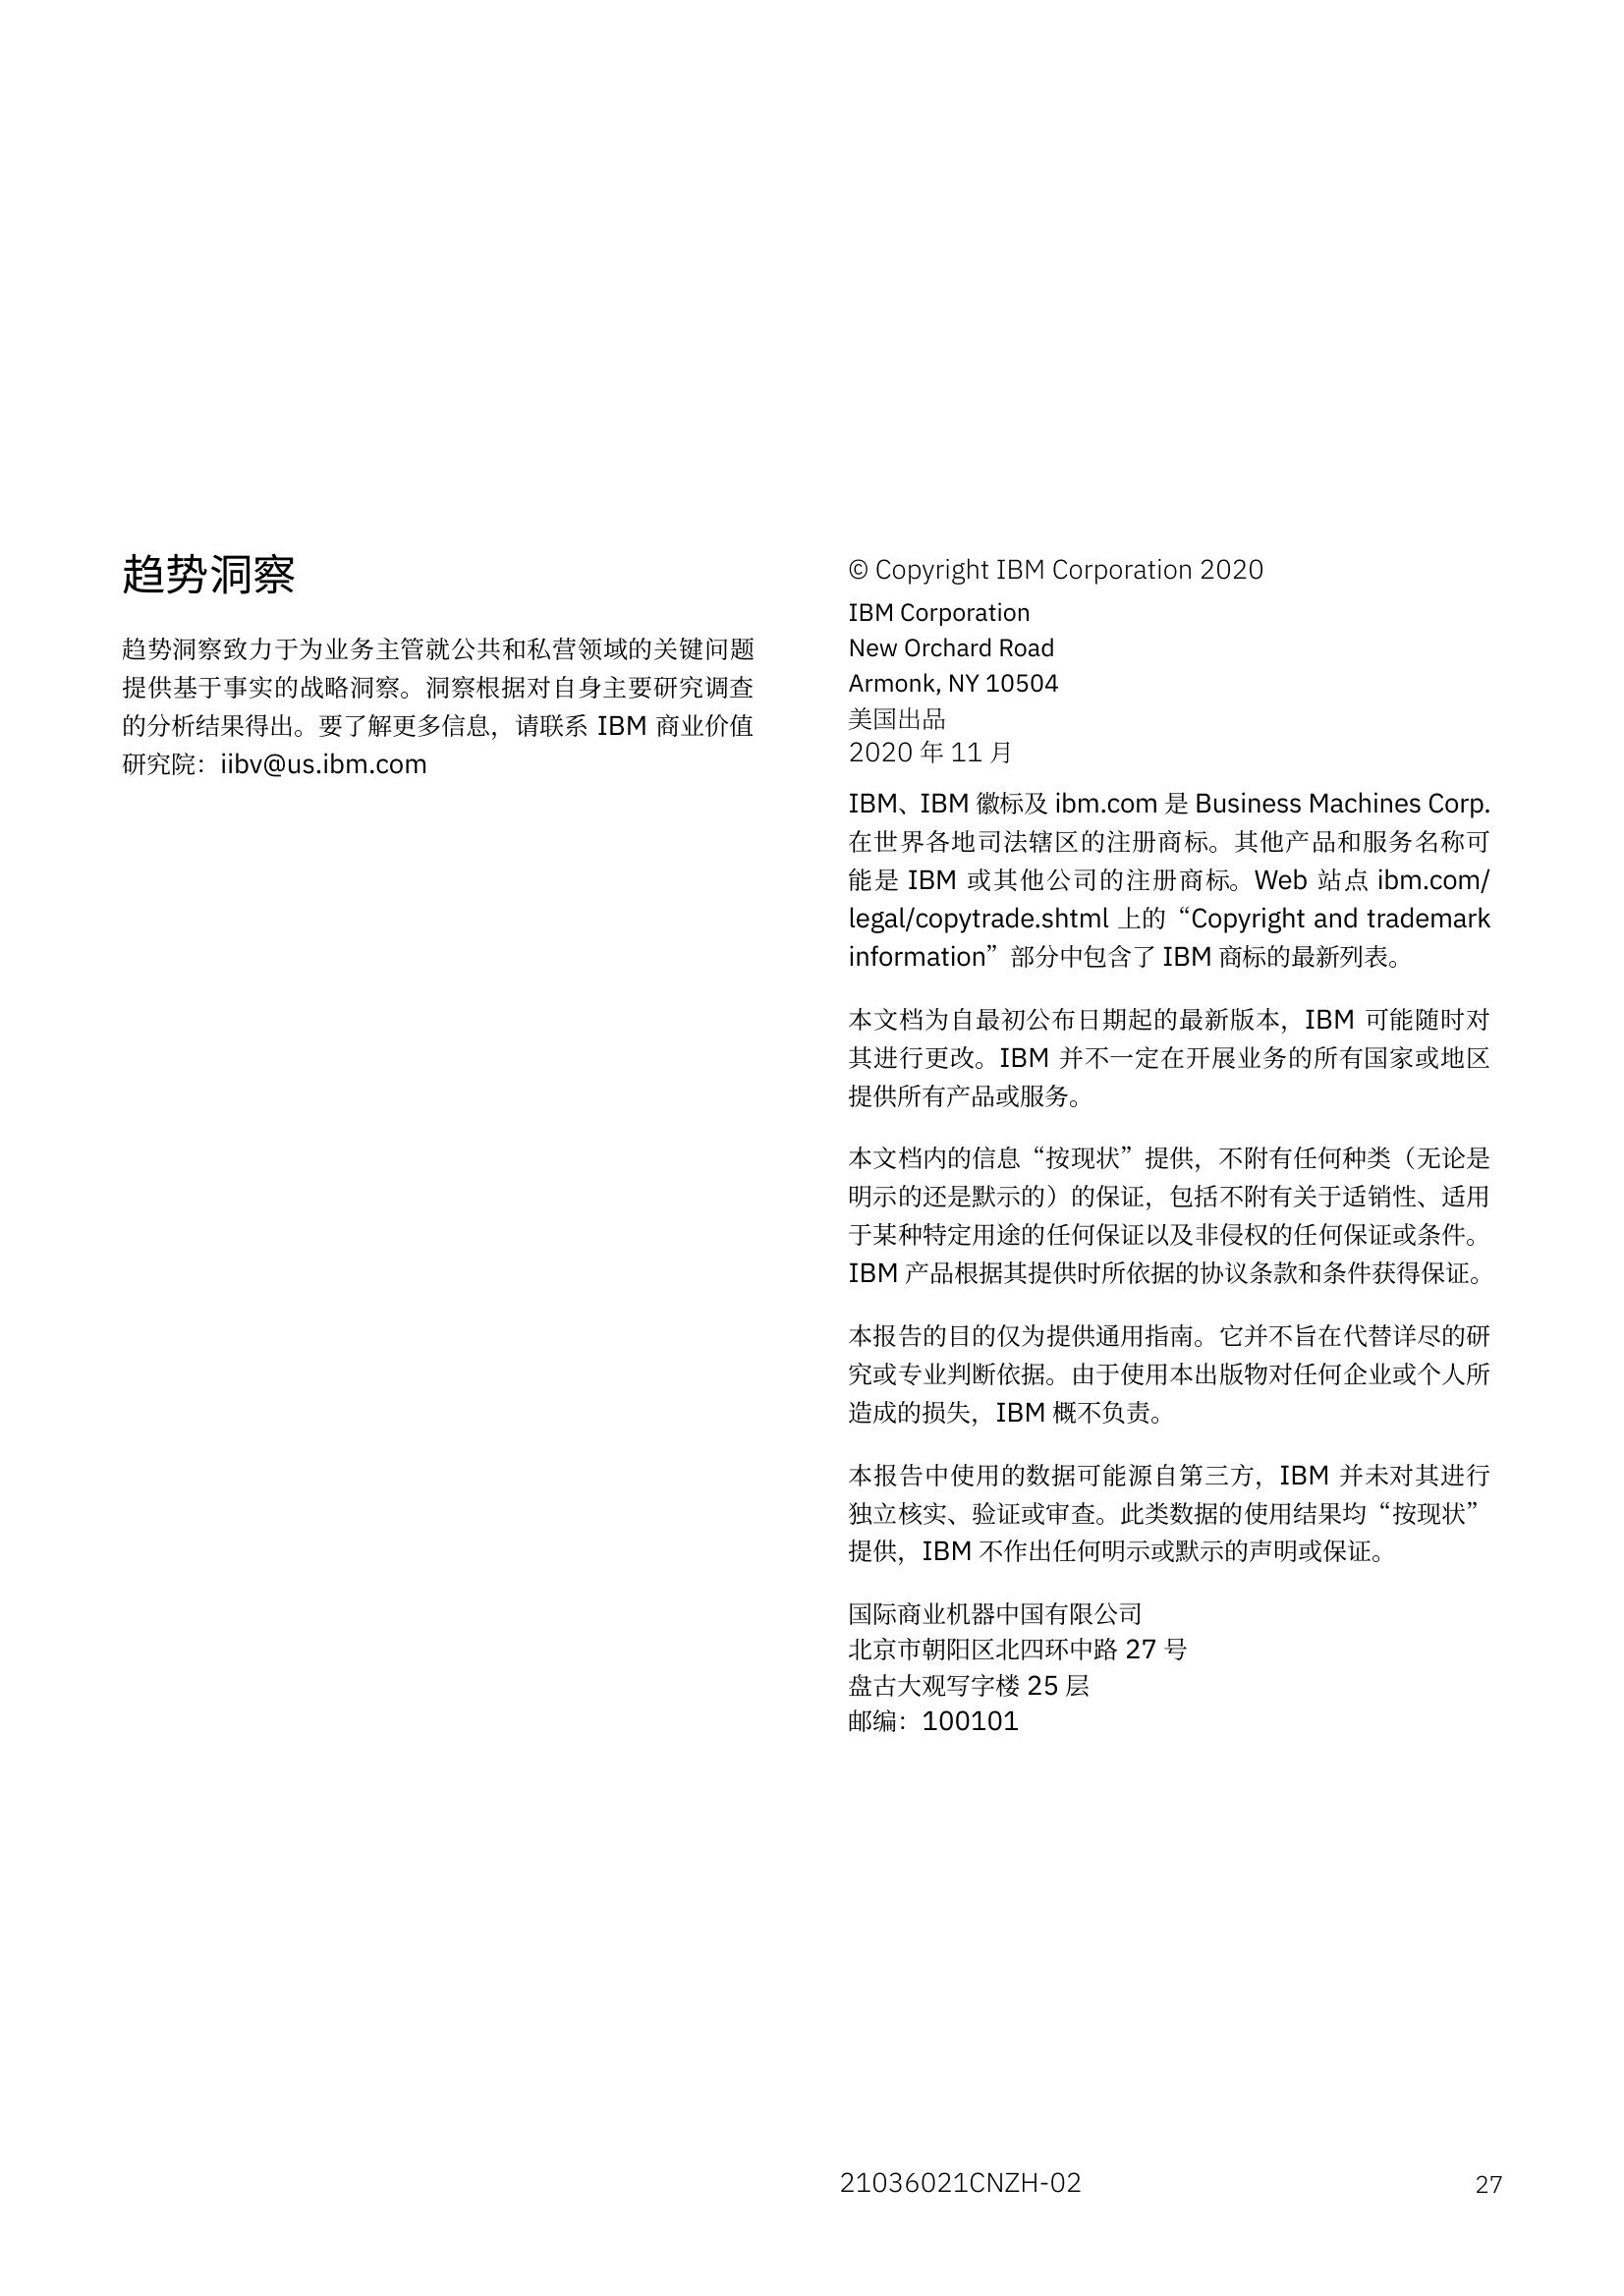 趋势洞察
趋势洞察致力于为业务主管就公共和私营领域的关键问题
提供基于事实的战略洞察。洞察根据对自身主要研究调查
的分析结果得出。要了解更多信息，请联系 IBM 商业价值
研究院：iibv@us.ibm.com
© Copyright IBM Corporation 2020
IBM Corporation
New Orchard Road
Armonk, NY 10504
美国出品
2020 年 11 月
IBM、IBM 徽标及 ibm.com 是 Business Machines Corp.
在世界各地司法辖区的注册商标。其他产品和服务名称可
能是 IBM 或其他公司的注册商标。Web 站点 ibm.com/
legal/copytrade.shtml 上的“Copyright and trademark
information”部分中包含了 IBM 商标的最新列表。
本文档为自最初公布日期起的最新版本，IBM 可能随时对
其进行更改。IBM 并不一定在开展业务的所有国家或地区
提供所有产品或服务。
本文档内的信息“按现状”提供，不附有任何种类（无论是
明示的还是默示的）的保证，包括不附有关于适销性、适用
于某种特定用途的任何保证以及非侵权的任何保证或条件。
IBM 产品根据其提供时所依据的协议条款和条件获得保证。
本报告的目的仅为提供通用指南。它并不旨在代替详尽的研
究或专业判断依据。由于使用本出版物对任何企业或个人所
造成的损失，IBM 概不负责。
本报告中使用的数据可能源自第三方，IBM 并未对其进行
独立核实、验证或审查。此类数据的使用结果均“按现状”
提供，IBM 不作出任何明示或默示的声明或保证。
国际商业机器中国有限公司
北京市朝阳区北四环中路 27 号
盘古大观写字楼 25 层
邮编：100101
21036021CNZH-02
27